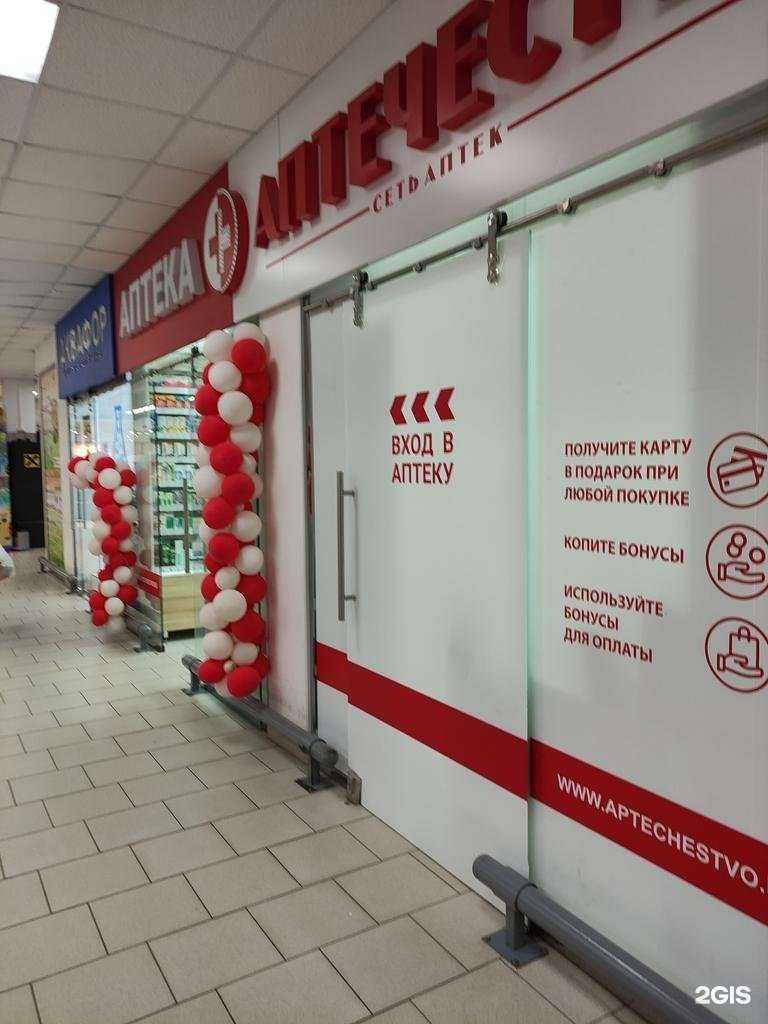 АПТЕЧЕСТ
СЕТЬ АПТЕК
АПТЕКА
АКВАФОР
ВХОД В
АПТЕКУ
ПОЛУЧИТЕ КАРТУ
В ПОДАРОК ПРИ
ЛЮБОЙ ПОКУПКЕ
КОПИТЕ БОНУСЫ
ИСПОЛЬЗУЙТЕ
БОНУСЫ
ДЛЯ ОПЛАТЫ
WWW.APTECHESTVO.
2GIS